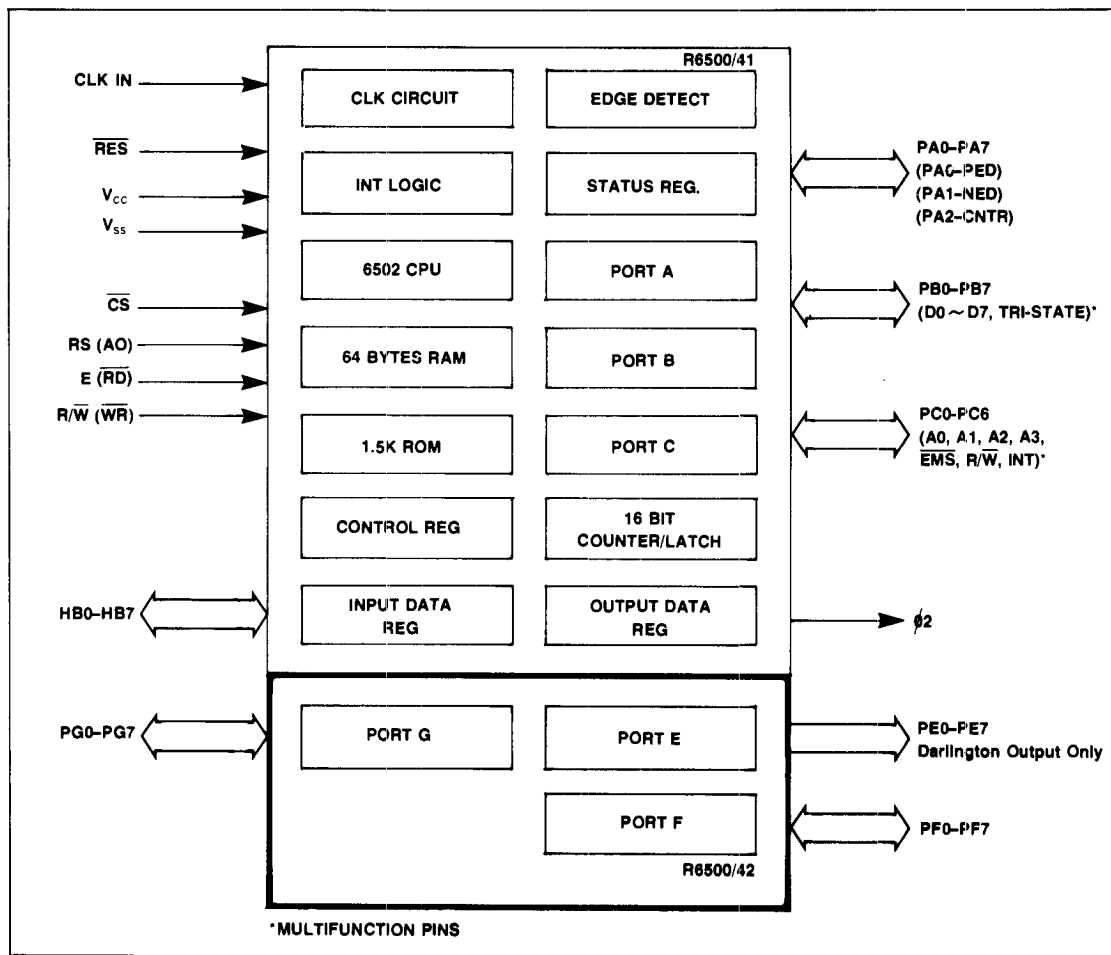 R6500/41
CLK IN
CLK CIRCUIT
EDGE DETECT
RES
INT LOGIC
STATUS REG.
PA0–PA7
(PA0–PED)
(PA1–NED)
(PA2–CNTR)
VCC
VSS
6502 CPU
PORT A
PB0–PB7
(D0 ~ D7, TRI-STATE)*
CS
RS (AO)
E (RD)
R/W (WR)
64 BYTES RAM
PORT B
1.5K ROM
PORT C
PC0-PC6
(A0, A1, A2, A3,
EMS, R/W, INT)*
CONTROL REG
16 BIT
COUNTER/LATCH
HB0–HB7
INPUT DATA
REG
OUTPUT DATA
REG
ϕ2
PG0–PG7
PORT G
PORT E
PE0–PE7
Darlington Output Only
PORT F
PF0–PF7
R6500/42
*MULTIFUNCTION PINS